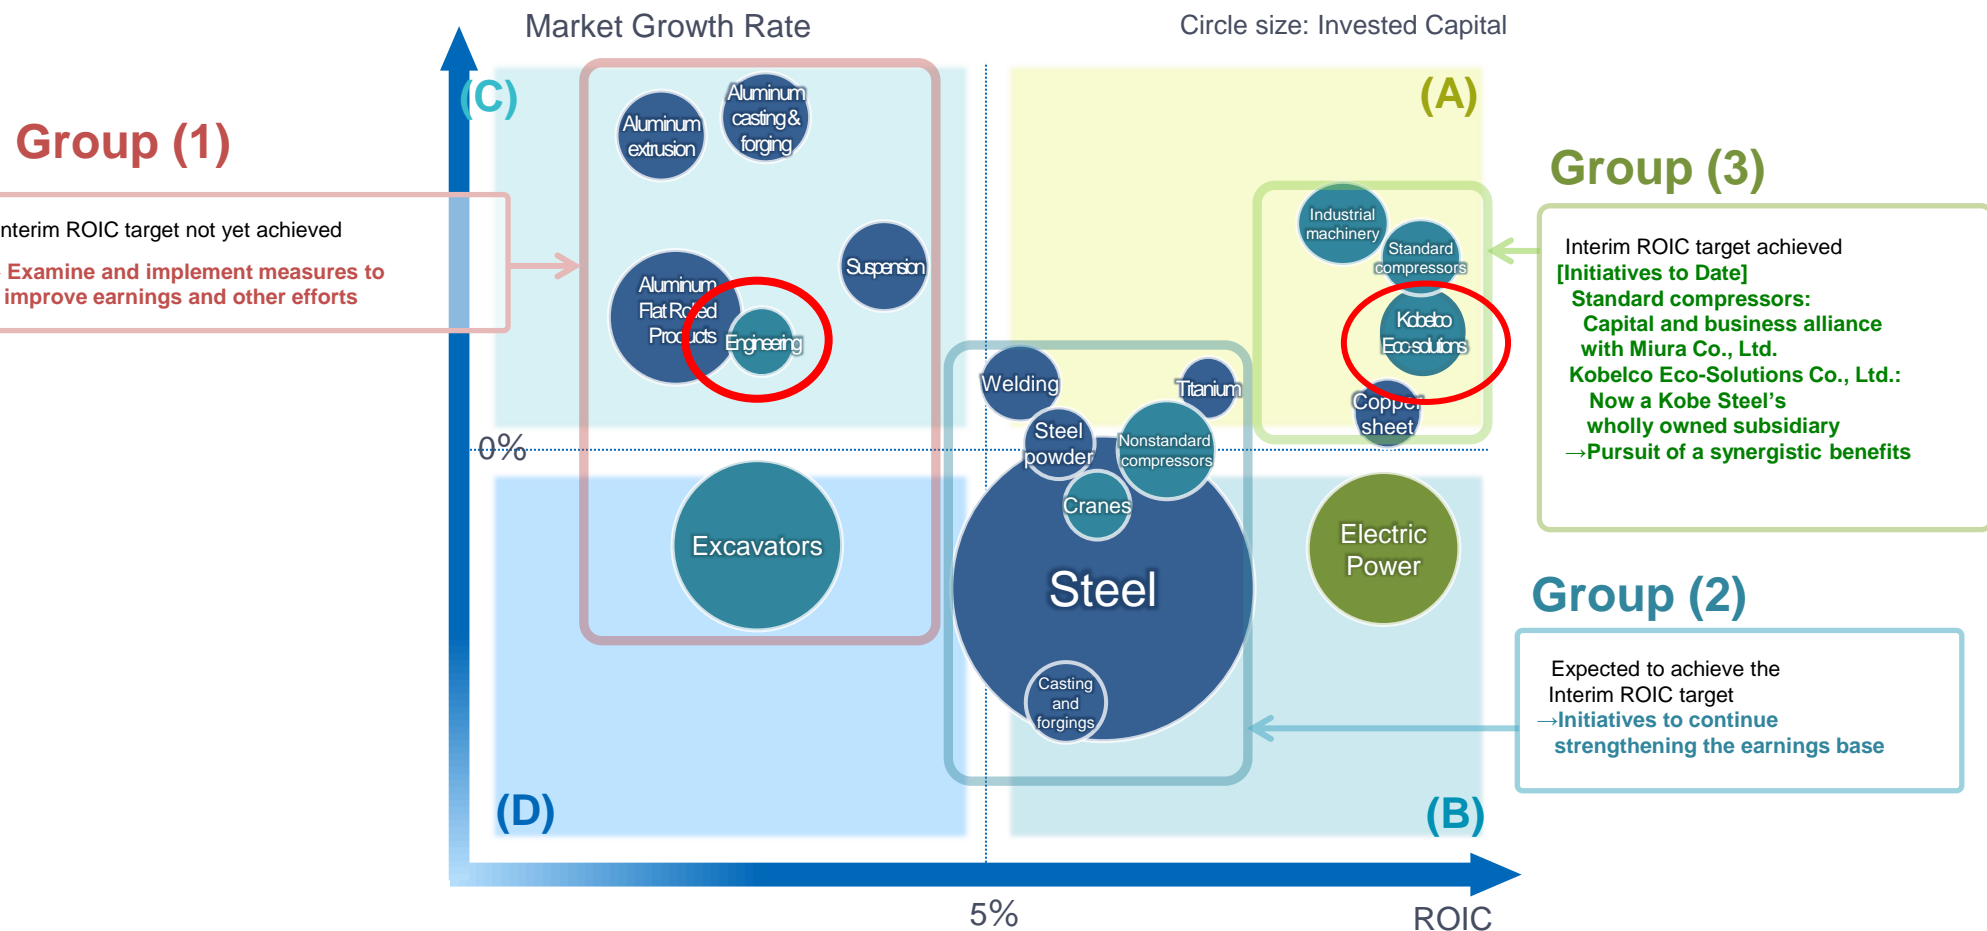 Market Growth Rate
Circle size: Invested Capital
(C)
(A)
Group (1)
nterim ROIC target not yet achieved
Examine and implement measures to
improve earnings and other efforts
Aluminum
extrusion
Aluminum
casting &
forging
Suspension
Aluminum
Flat Rolled
Products
Engineering
Industrial
machinery
Standard
compressors
Kobelco
Eco-solutions
Copper
sheet
Group (3)
Interim ROIC target achieved
[Initiatives to Date]
Standard compressors:
Capital and business alliance
with Miura Co., Ltd.
Kobelco Eco-Solutions Co., Ltd.:
Now a Kobe Steel's
wholly owned subsidiary
→Pursuit of a synergistic benefits
Welding
Titanium
Steel
powder
Nonstandard
compressors
0%
Cranes
Excavators
Steel
Electric
Power
Casting
and
forgings
Group (2)
Expected to achieve the
Interim ROIC target
→Initiatives to continue
strengthening the earnings base
(D)
(B)
5%
ROIC